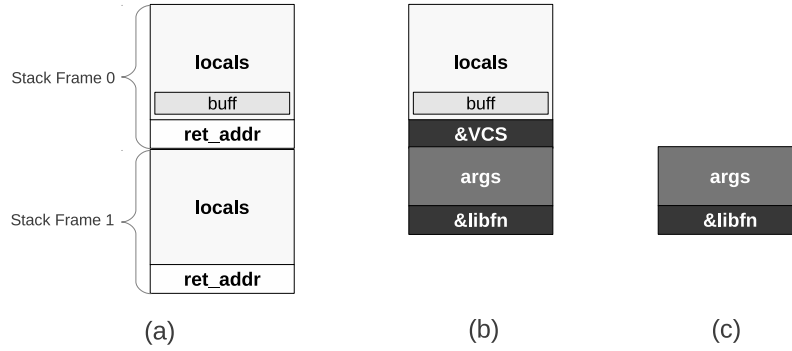 Stack Frame 0
locals
buff
ret_addr
Stack Frame 1
locals
ret_addr
(a)
locals
buff
&VCS
args
&libfn
(b)
args
&libfn
(c)